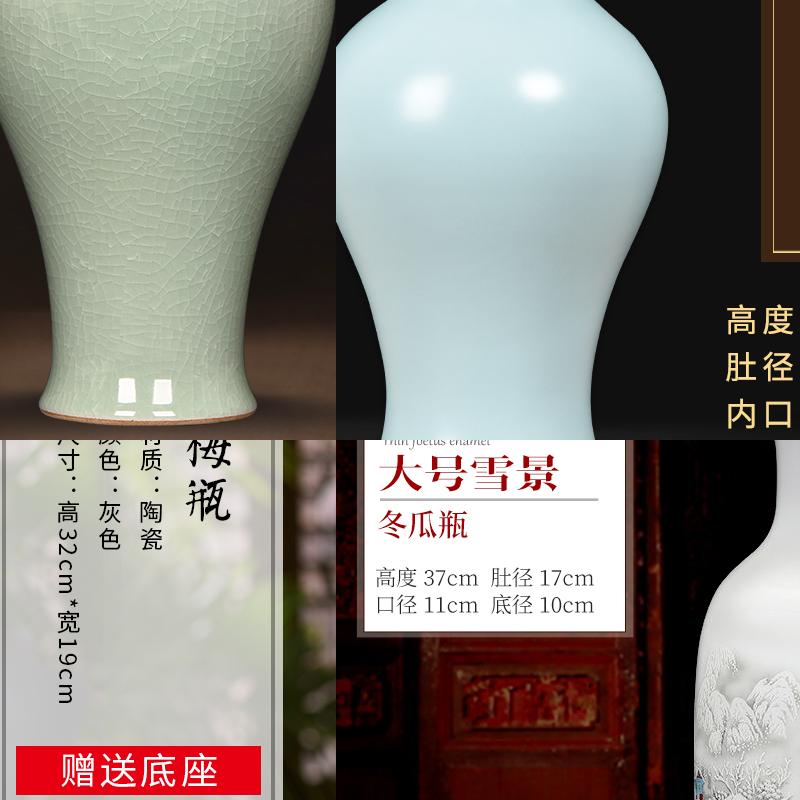 高度
肚径
内口
梅瓶
材质：陶瓷
颜色：灰色
尺寸：高32cm*宽19cm
赠送底座
大号雪景
冬瓜瓶
高度 37cm 肚径 17cm
口径 11cm 底径 10cm